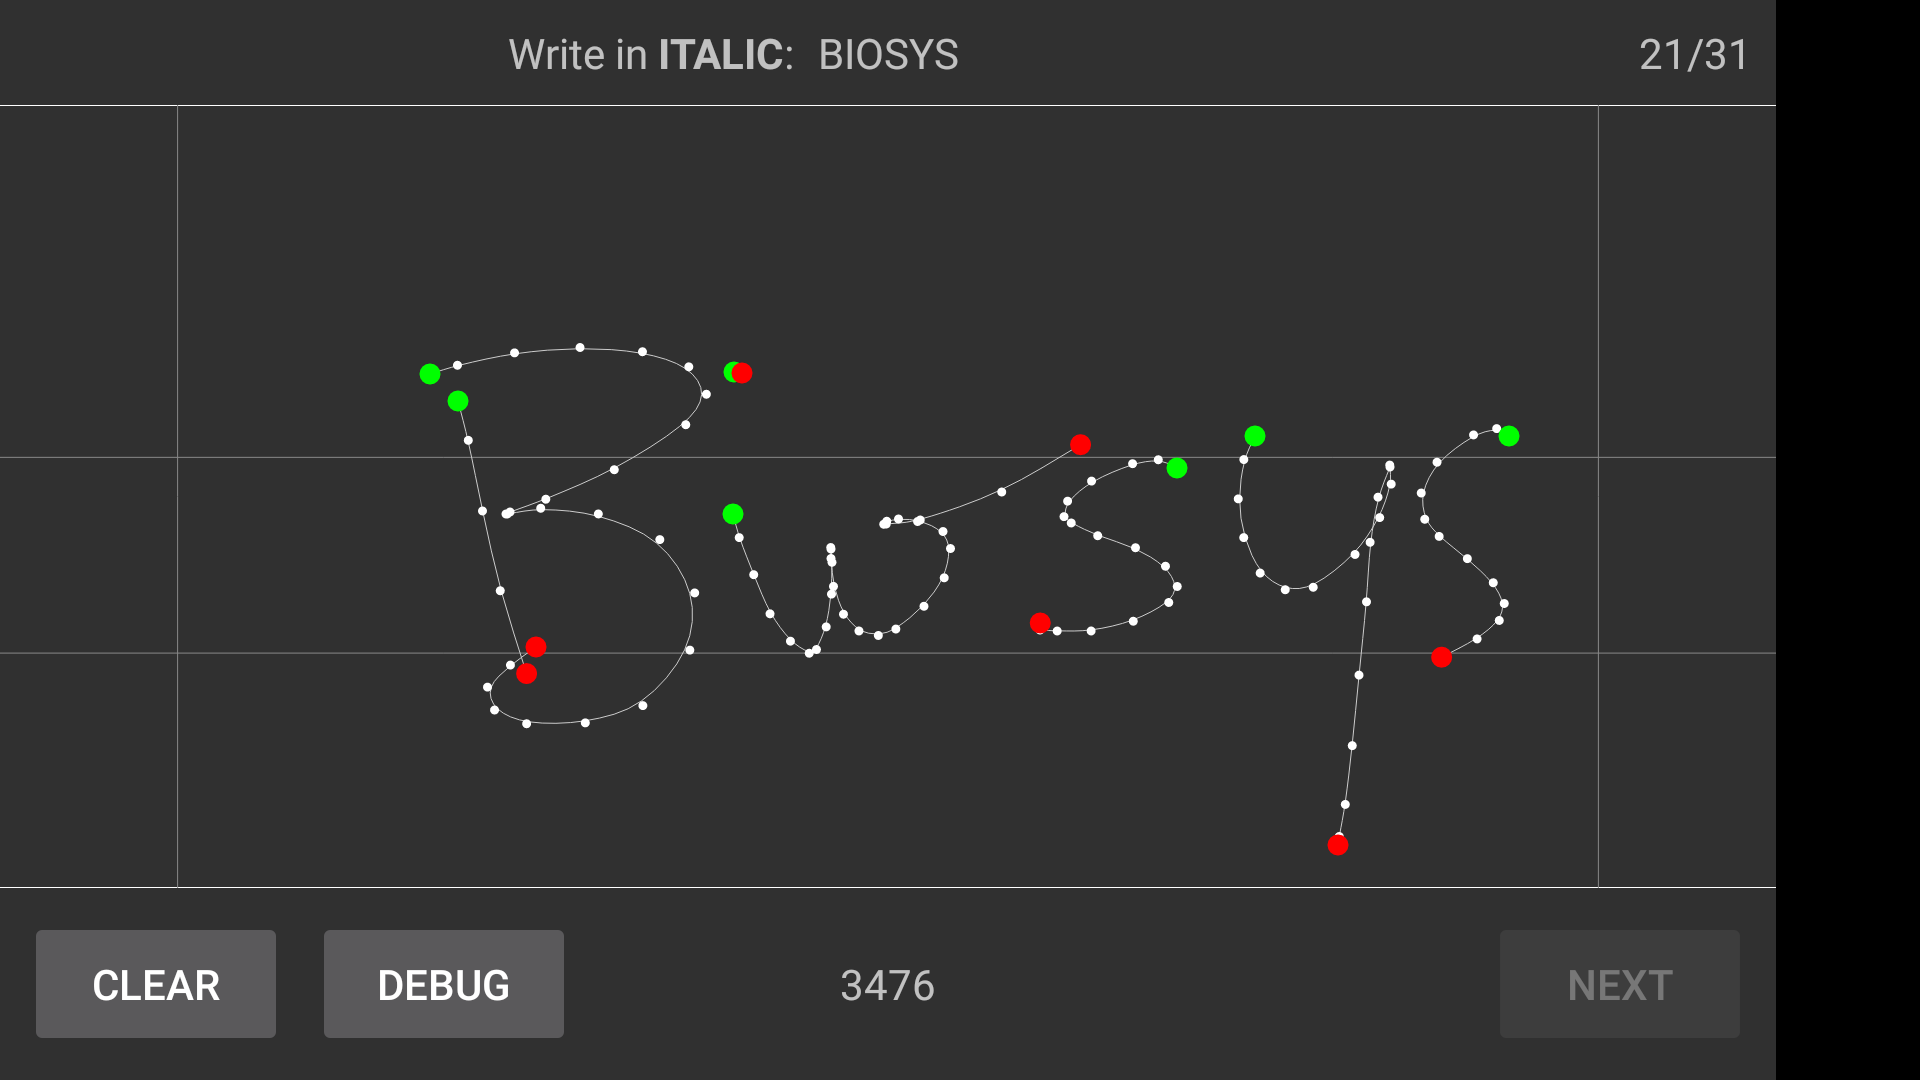 Write in ITALIC: BIOSYS
21/31
Biosys
CLEAR
DEBUG
3476
NEXT